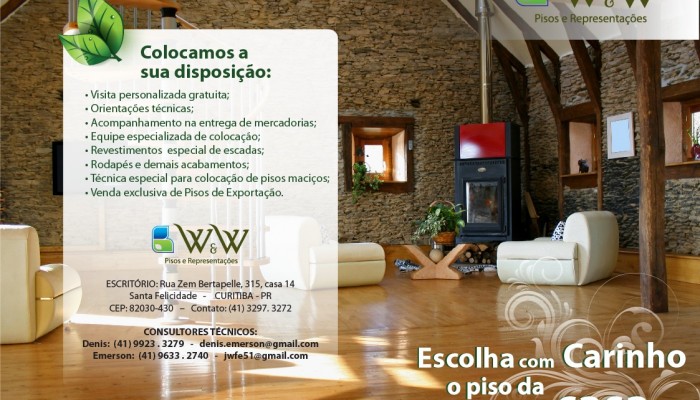 Colocamos a
sua disposição:
• Visita personalizada gratuita;
• Orientações técnicas;
• Acompanhamento na entrega de mercadorias;
• Equipe especializada de colocação;
• Revestimentos especial de escadas;
• Rodapés e demais acabamentos;
• Técnica especial para colocação de pisos maciços;
• Venda exclusiva de Pisos de Exportação.
W&W
Pisos e Representações
ESCRITÓRIO: Rua Zem Bertapelle, 315, casa 14
Santa Felicidade - CURITIBA - PR
CEP: 82030-430 – Contato: (41) 3297. 3272
CONSULTORES TÉCNICOS:
Denis: (41) 9923 . 3279 - denis.emerson@gmail.com
Emerson: (41) 9633 . 2740 - jwfe51@gmail.com
W&W
Pisos e Representações
Escolha com Carinho
o piso da
casa